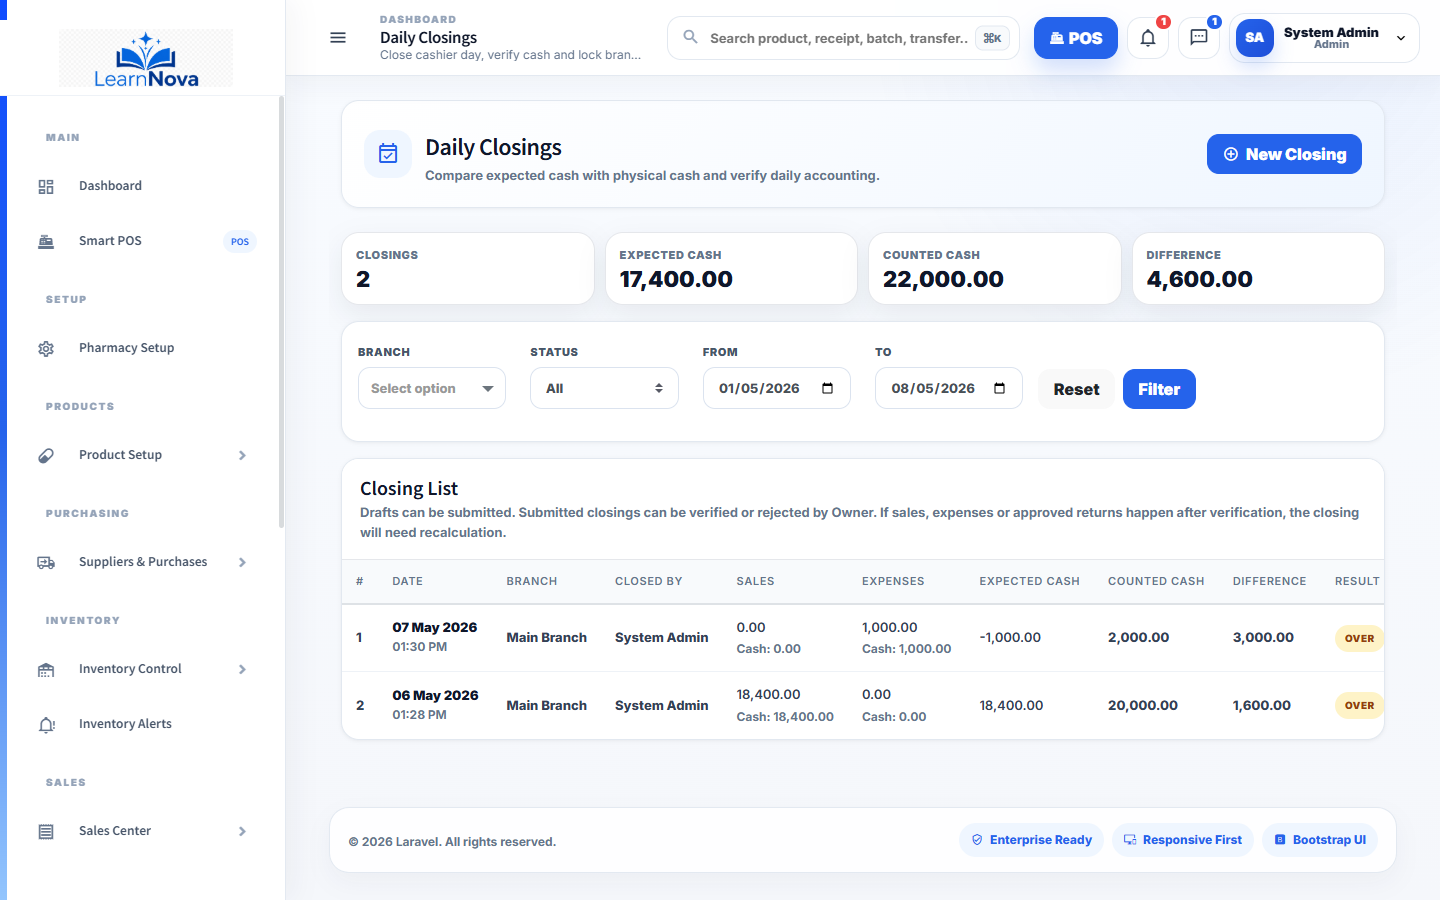 LearnNova
MAIN
Dashboard
Smart POS
POS
SETUP
Pharmacy Setup
PRODUCTS
Product Setup
PURCHASING
Suppliers & Purchases
INVENTORY
Inventory Control
Inventory Alerts
SALES
Sales Center
DASHBOARD
Daily Closings
Close cashier day, verify cash and lock bran...
Search product, receipt, batch, transfer..
⌘K
POS
1
1
SA
System Admin
Admin
Daily Closings
Compare expected cash with physical cash and verify daily accounting.
New Closing
CLOSINGS
2
EXPECTED CASH
17,400.00
COUNTED CASH
22,000.00
DIFFERENCE
4,600.00
BRANCH
Select option
STATUS
All
FROM
01/05/2026
TO
08/05/2026
Reset
Filter
Closing List
Drafts can be submitted. Submitted closings can be verified or rejected by Owner. If sales, expenses or approved returns happen after verification, the closing
will need recalculation.
# DATE BRANCH CLOSED BY SALES EXPENSES EXPECTED CASH COUNTED CASH DIFFERENCE RESULT
1 07 May 2026 Main Branch System Admin 0.00 1,000.00 -1,000.00 2,000.00 3,000.00 OVER
01:30 PM Cash: 0.00 Cash: 1,000.00
2 06 May 2026 Main Branch System Admin 18,400.00 0.00 18,400.00 20,000.00 1,600.00 OVER
01:28 PM Cash: 18,400.00 Cash: 0.00
© 2026 Laravel. All rights reserved.
Enterprise Ready
Responsive First
Bootstrap UI